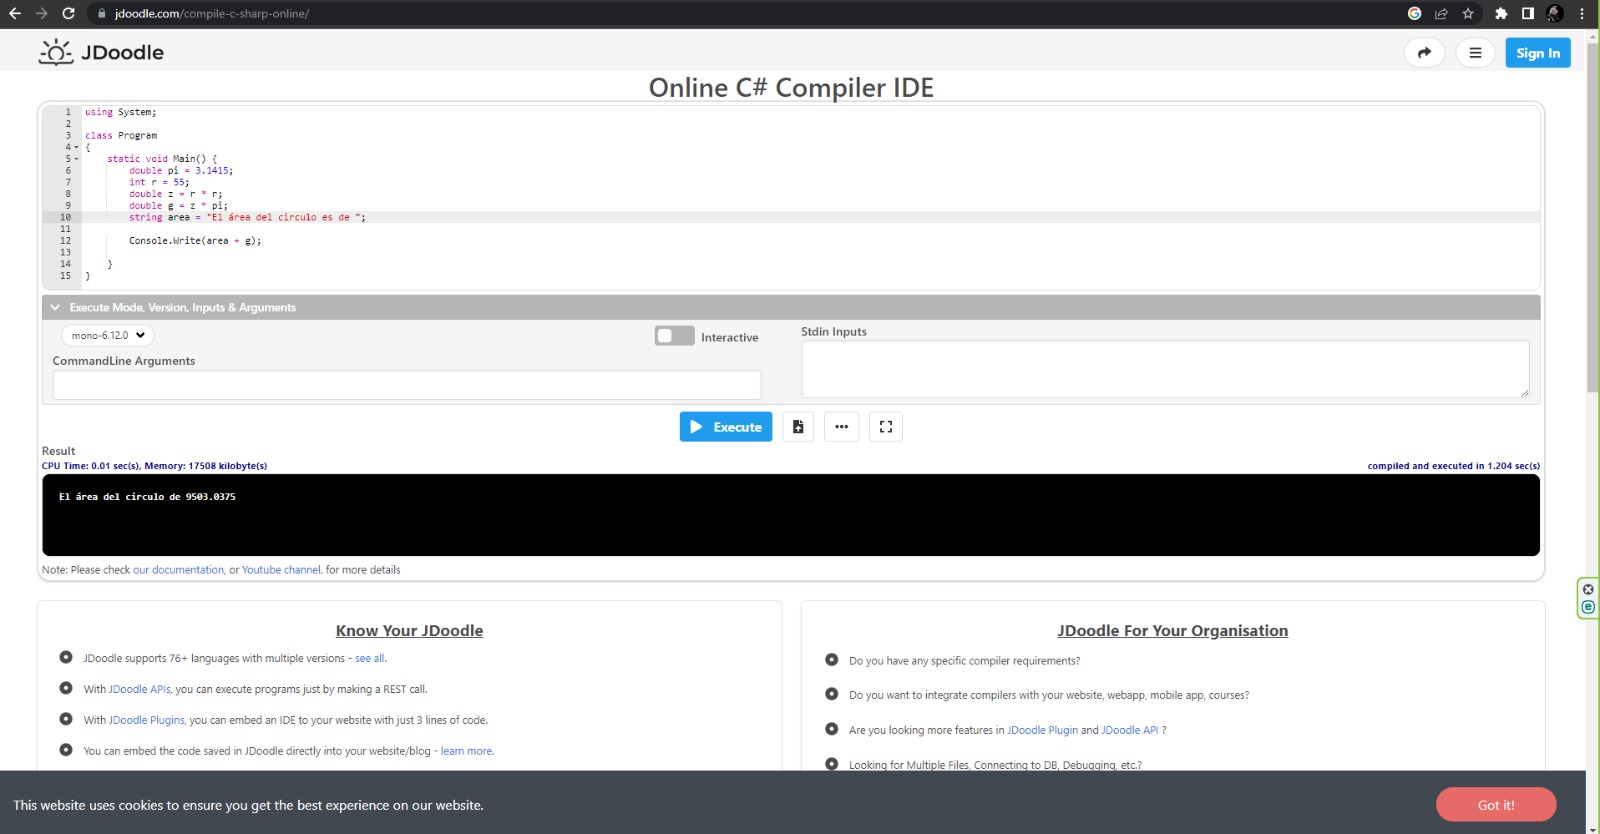 jdoodle.com/compile-c-sharp-online/
JDoodle
Sign In
Online C# Compiler IDE
1 using System;
2
3 class Program
4 {
5 static void Main() {
6 double pi = 3.1415;
7 int r = 55;
8 double z = r * r;
9 double g = z * pi;
10 string area = "El área del circulo es de ";
11
12 Console.Write(area + g);
13
14 }
15 }
Execute Mode, Version, Inputs & Arguments
mono-6.12.0
Interactive
Stdin Inputs
CommandLine Arguments
Execute
Result
CPU Time: 0.01 sec(s), Memory: 17508 kilobyte(s)
compiled and executed in 1.204 sec(s)
El área del circulo de 9503.0375
Note: Please check our documentation, or Youtube channel. for more details
Know Your JDoodle
JDoodle supports 76+ languages with multiple versions - see all.
With JDoodle APIs, you can execute programs just by making a REST call.
With JDoodle Plugins, you can embed an IDE to your website with just 3 lines of code.
You can embed the code saved in JDoodle directly into your website/blog - learn more.
JDoodle For Your Organisation
Do you have any specific compiler requirements?
Do you want to integrate compilers with your website, webapp, mobile app, courses?
Are you looking more features in JDoodle Plugin and JDoodle API ?
Looking for Multiple Files, Connecting to DB, Debugging, etc.?
This website uses cookies to ensure you get the best experience on our website.
Got it!